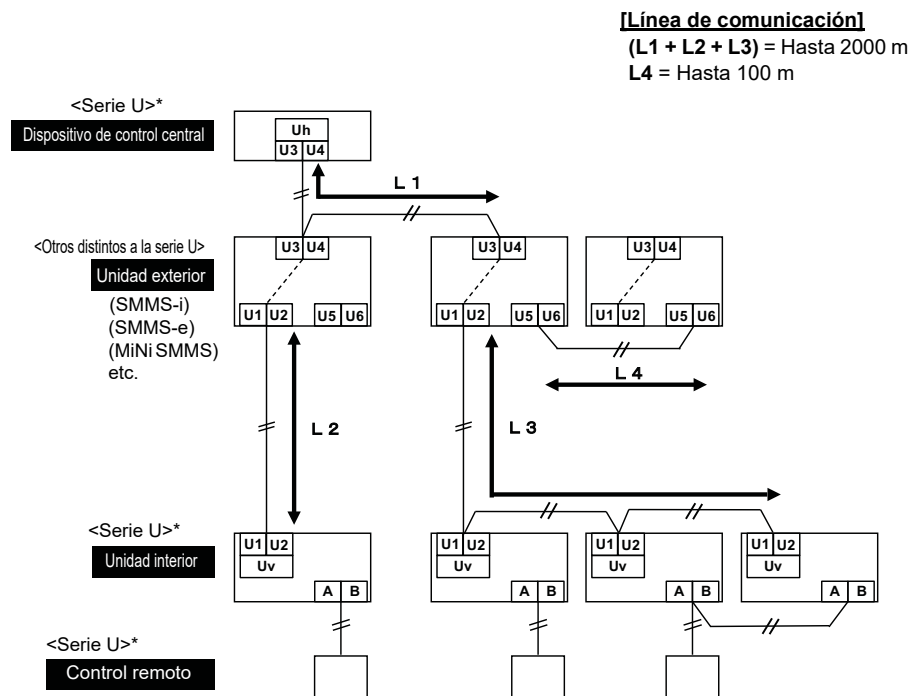 [Línea de comunicación]
(L1 + L2 + L3) = Hasta 2000 m
L4 = Hasta 100 m
<Serie U>*
Dispositivo de control central
Uh
U3 U4
L 1
<Otros distintos a la serie U>
Unidad exterior
(SMMS-i)
(SMMS-e)
(MiNi SMMS)
etc.
U3 U4
U3 U4
U3 U4
U1 U2
U5 U6
U1 U2
U5 U6
U1 U2
U5 U6
L 4
L 2
L 3
<Serie U>*
Unidad interior
U1 U2
U1 U2
U1 U2
U1 U2
Uv
Uv
Uv
Uv
A B
A B
A B
A B
<Serie U>*
Control remoto